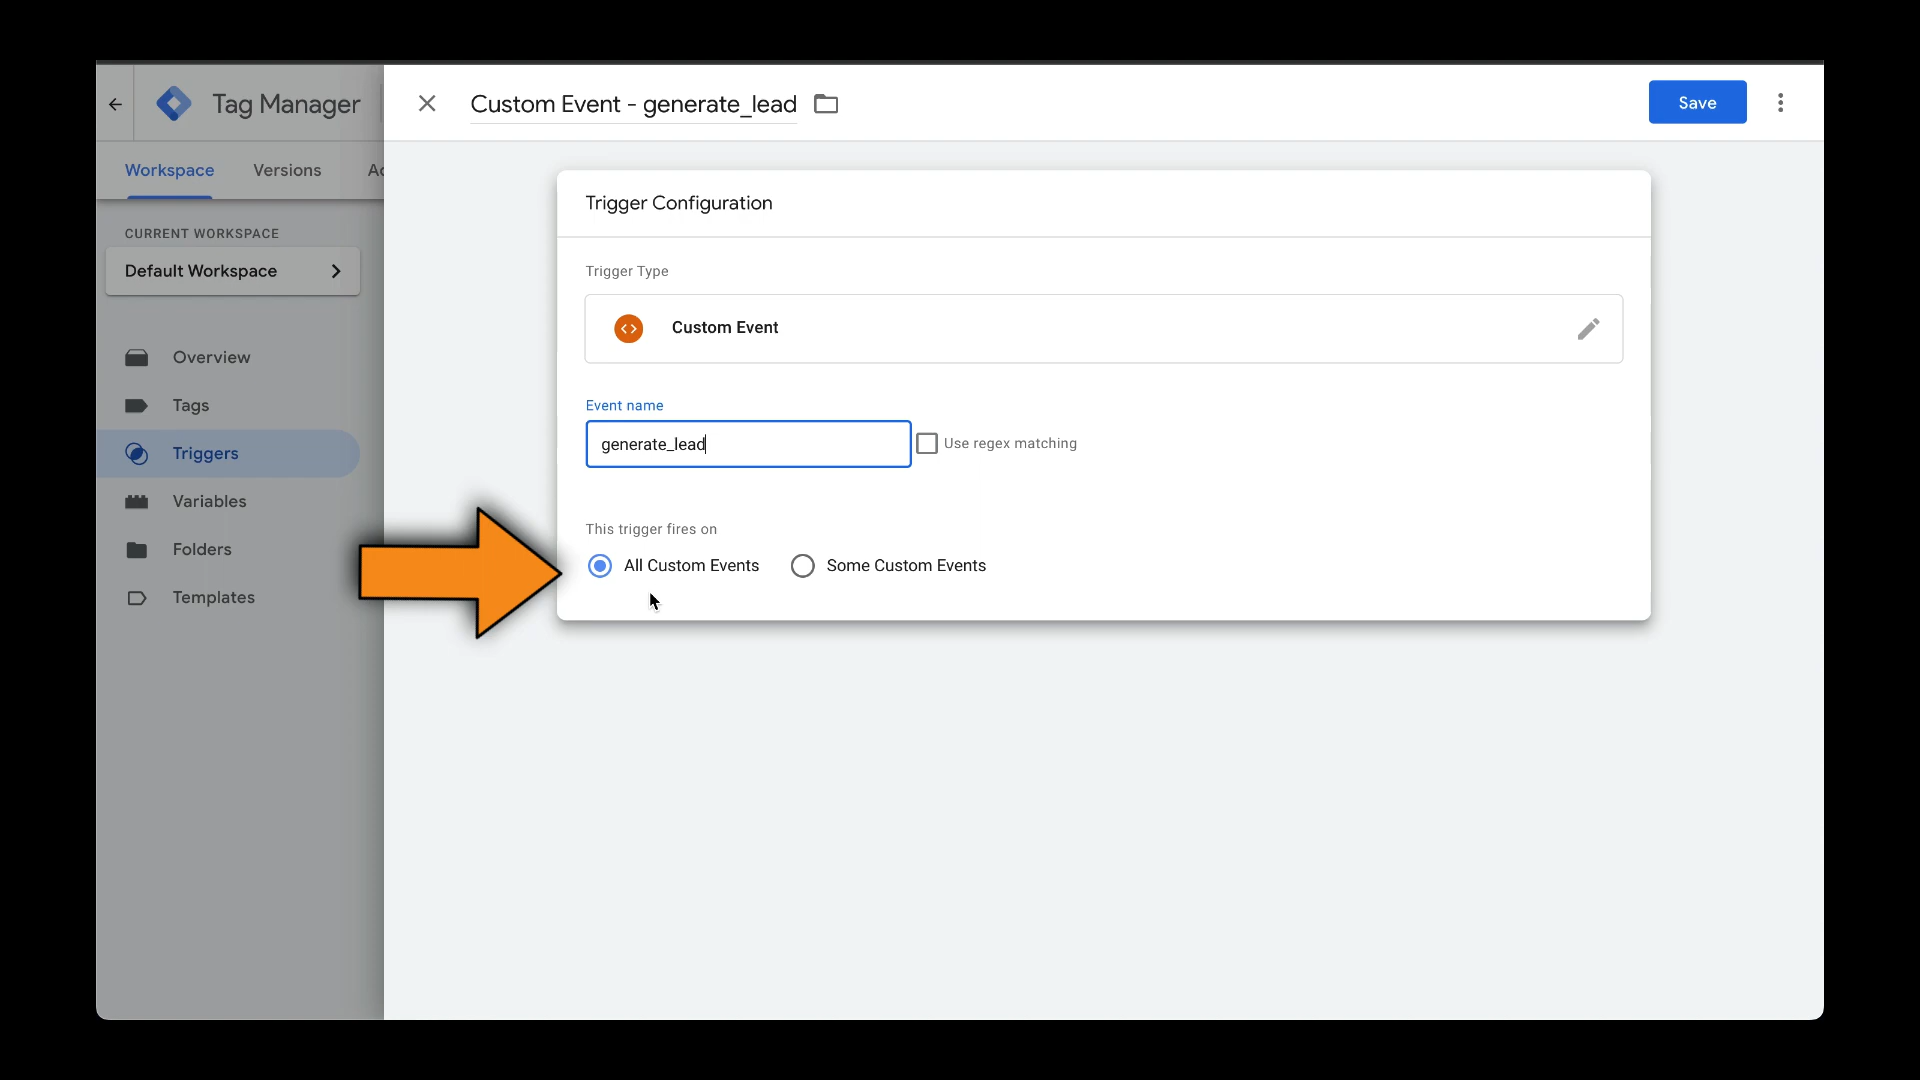 Tag Manager
Custom Event - generate_lead
Save
Workspace
Versions
Ac
CURRENT WORKSPACE
Default Workspace
Overview
Tags
Triggers
Variables
Folders
Templates
Trigger Configuration
Trigger Type
Custom Event
Event name
generate_lead
Use regex matching
This trigger fires on
All Custom Events
Some Custom Events